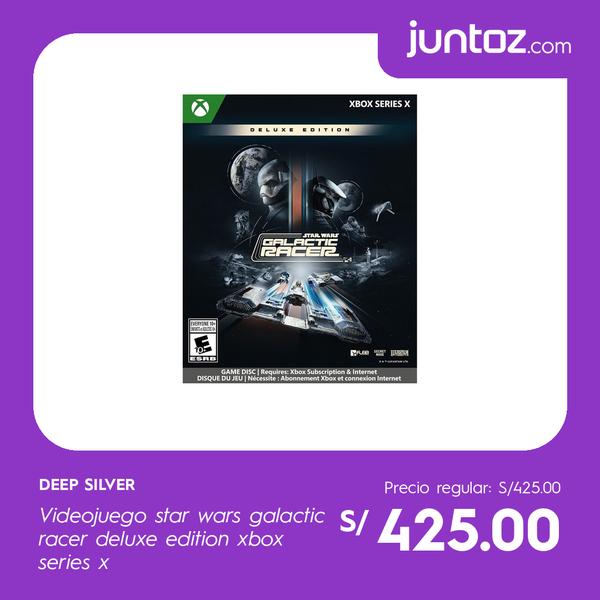 juntoz.com
XBOX SERIES X
DELUXE EDITION
STAR WARS
GALACTIC
RACER
EVERYONE 10+
E
10+
ESRB
FUSE
GAME DISC | Requires: Xbox Subscription & Internet
DISQUE DU JEU | Nécessite : Abonnement Xbox et connexion Internet
DEEP SILVER
Precio regular: S/425.00
Videojuego star wars galactic
racer deluxe edition xbox
series x
S/ 425.00